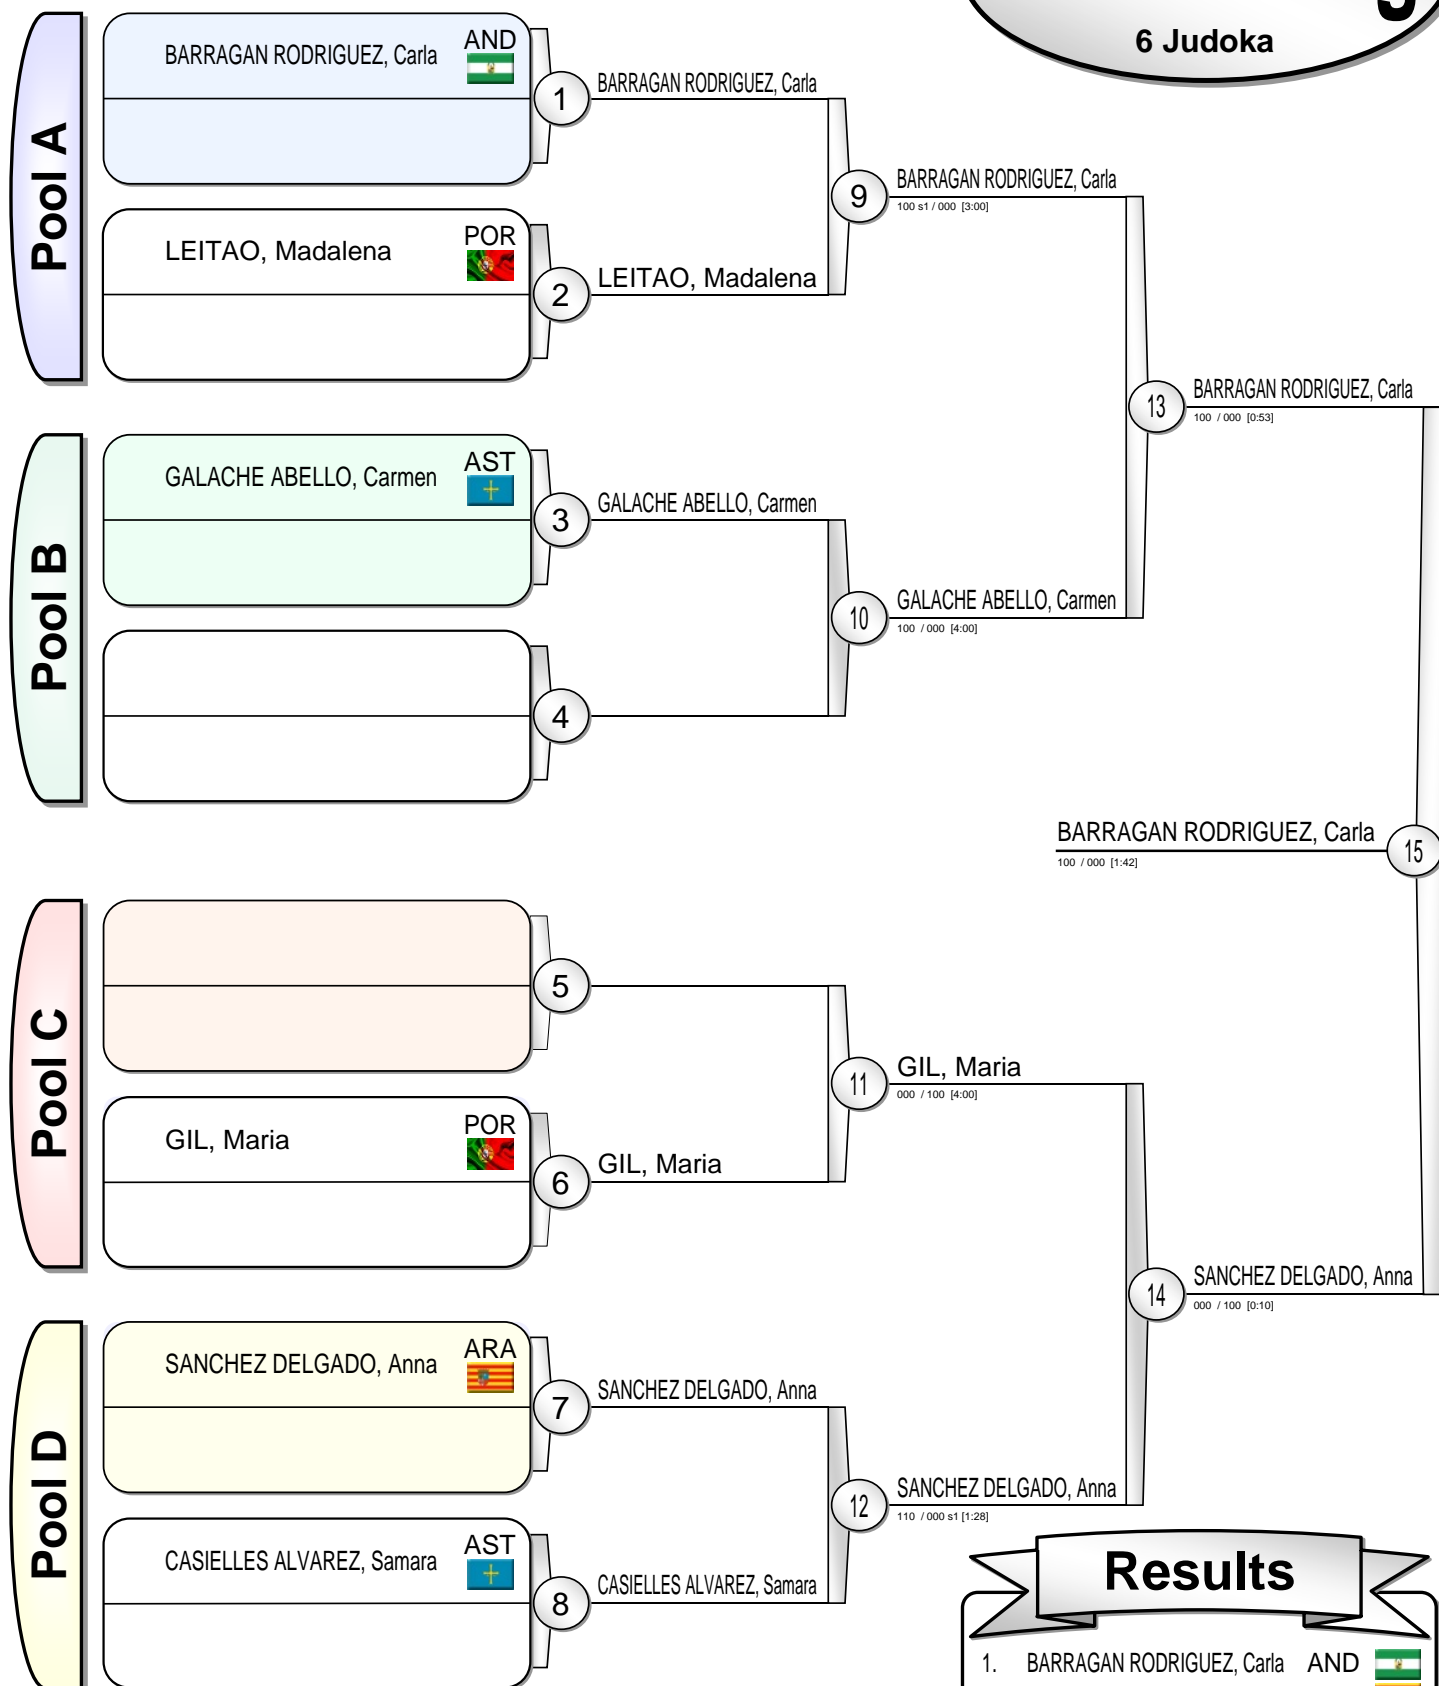 6 Judoka
Pool A
BARRAGAN RODRIGUEZ, Carla AND
1
BARRAGAN RODRIGUEZ, Carla
LEITAO, Madalena POR
2
LEITAO, Madalena
9
BARRAGAN RODRIGUEZ, Carla
100 s1 / 000 [3:00]
Pool B
GALACHE ABELLO, Carmen AST
3
GALACHE ABELLO, Carmen
4
10
GALACHE ABELLO, Carmen
100 / 000 [4:00]
13
BARRAGAN RODRIGUEZ, Carla
100 / 000 [0:53]
BARRAGAN RODRIGUEZ, Carla
100 / 000 [1:42]
15
Pool C
5
GIL, Maria POR
6
GIL, Maria
11
GIL, Maria
000 / 100 [4:00]
Pool D
SANCHEZ DELGADO, Anna ARA
7
SANCHEZ DELGADO, Anna
CASIELLES ALVAREZ, Samara AST
8
CASIELLES ALVAREZ, Samara
12
SANCHEZ DELGADO, Anna
110 / 000 s1 [1:28]
14
SANCHEZ DELGADO, Anna
000 / 100 [0:10]
Results
1. BARRAGAN RODRIGUEZ, Carla AND